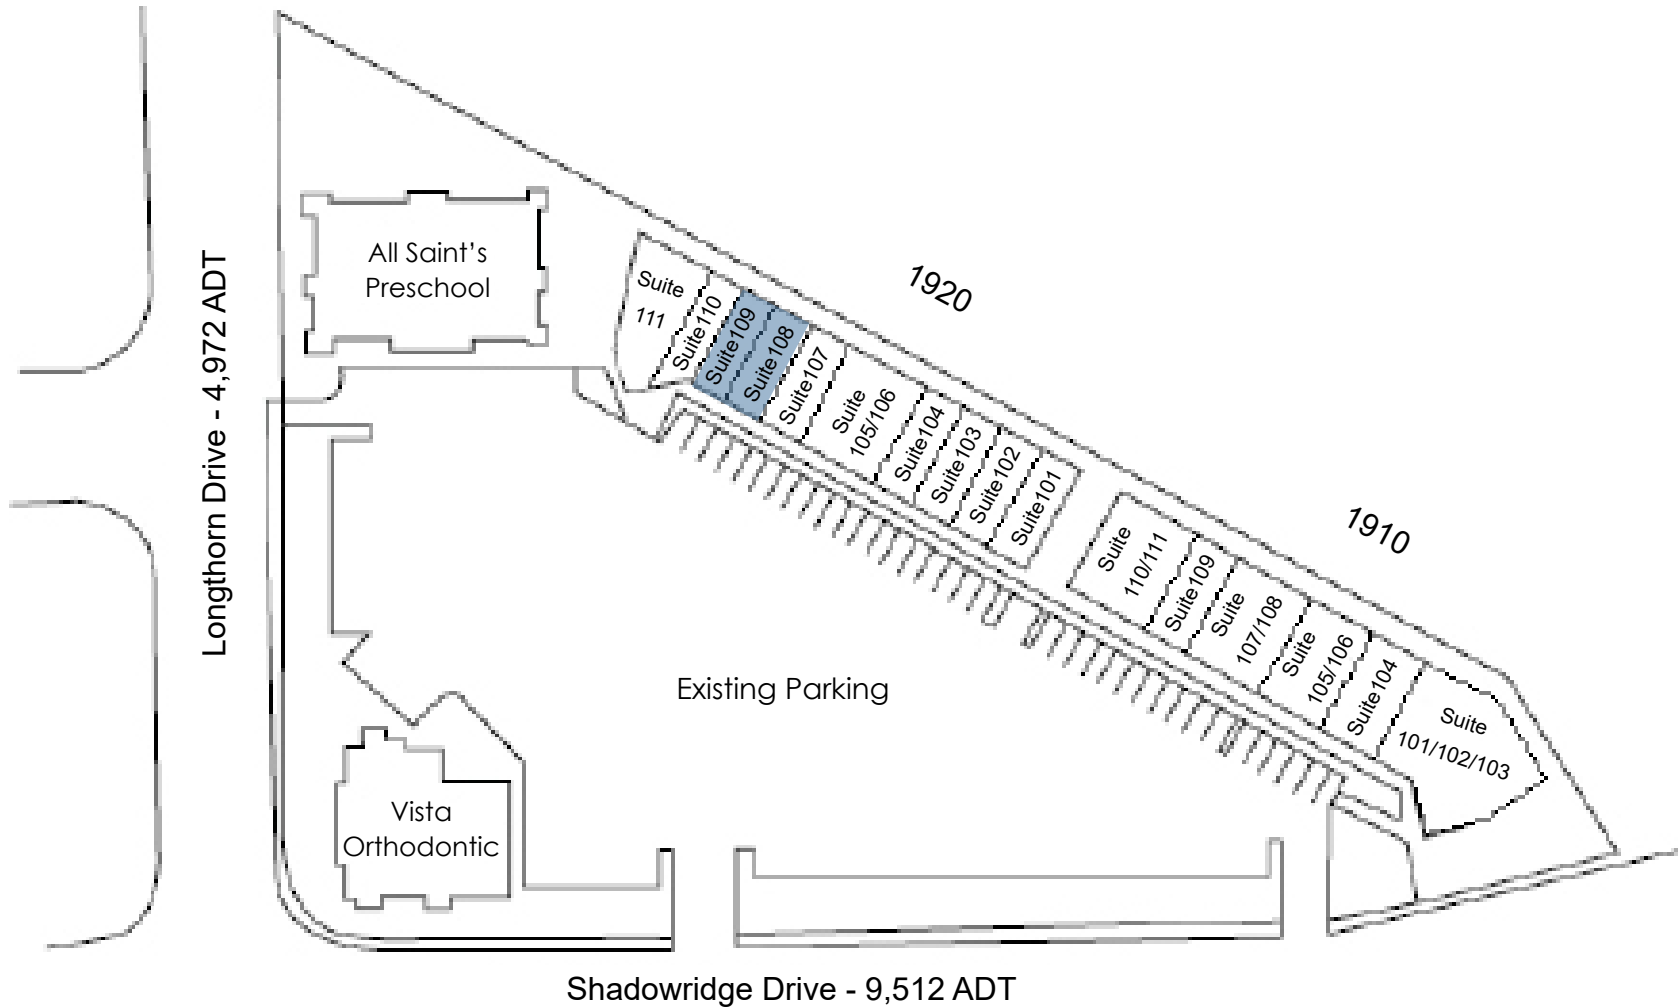 1920
All Saint's
Preschool
Longthorn Drive - 4,972 ADT
Suite
111
Suite110
Suite109
Suite108
Suite107
Suite
105/106
Suite104
Suite103
Suite102
Suite101
1910
Suite
110/111
Suite109
Suite
107/108
Suite
105/106
Suite104
Suite
101/102/103
Existing Parking
Vista
Orthodontic
Shadowridge Drive - 9,512 ADT